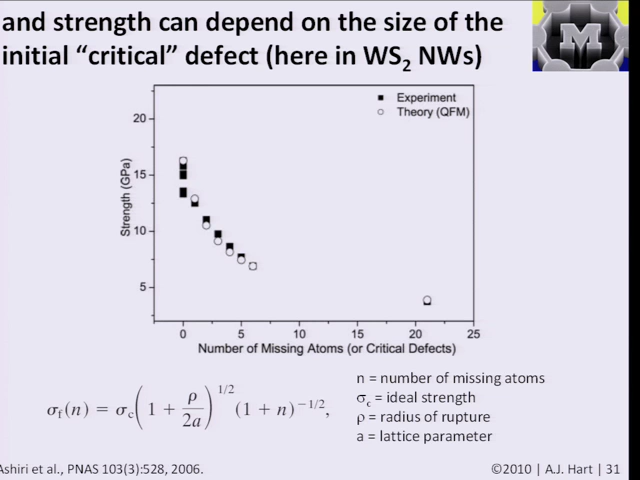 and strength can depend on the size of the
initial “critical” defect (here in WS₂ NWs)
M
Experiment
Theory (QFM)
Strength (GPa)
20
15
10
5
0 5 10 15 20 25
Number of Missing Atoms (or Critical Defects)
σf(n) = σc(1 + ρ/2a)^1/2 (1 + n)^−1/2,
n = number of missing atoms
σc = ideal strength
ρ = radius of rupture
a = lattice parameter
Ashiri et al., PNAS 103(3):528, 2006.
©2010 | A.J. Hart | 31